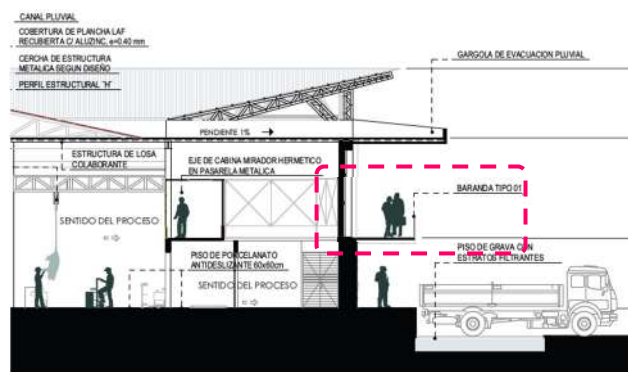 CANAL PLUVIAL
COBERTURA DE PLANCHA LAF
RECUBIERTA C/ ALUZINC, e=0.40 mm
CERCHA DE ESTRUCTURA
METALICA SEGUN DISEÑO
PERFIL ESTRUCTURAL "H"
GARGOLA DE EVACUACION PLUVIAL
PENDIENTE 1%
ESTRUCTURA DE LOSA
COLABORANTE
EJE DE CABINA MIRADOR HERMETICO
EN PASARELA METALICA
BARANDA TIPO 01
SENTIDO DEL PROCESO
PISO DE PORCELANATO
ANTIDESLIZANTE 60x60cm
SENTIDO DEL PROCESO
PISO DE GRAVA CON
ESTRATOS FILTRANTES